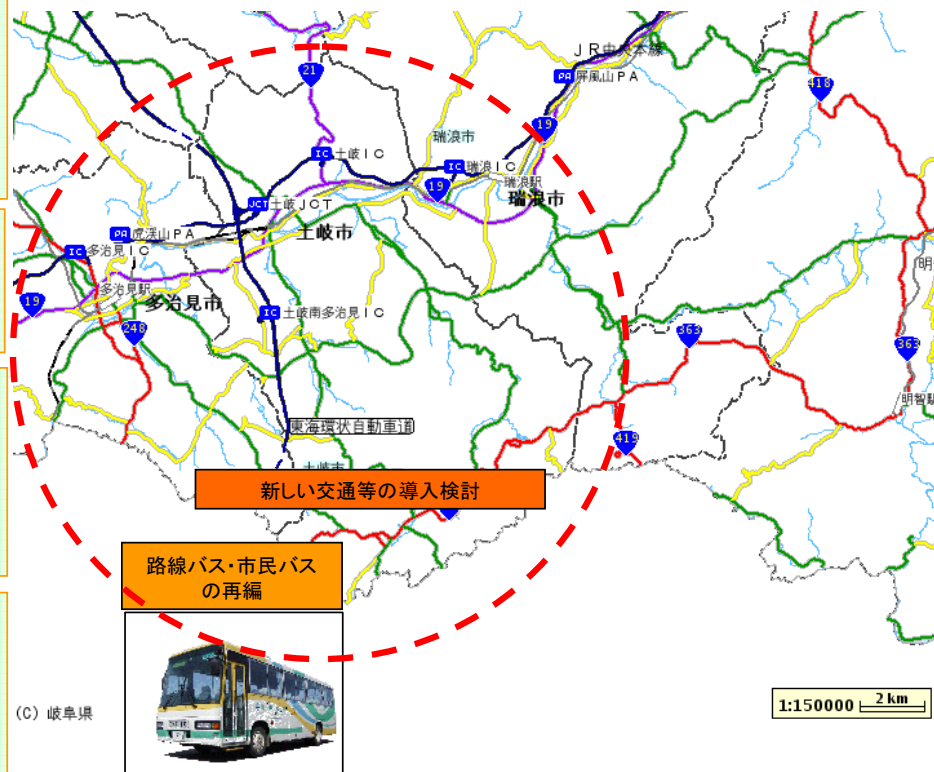 JR中央本線
PA 屏風山PA
418
21
19
瑞浪市
IC 土岐IC
IC 瑞浪IC
瑞浪駅
19
瑞浪市
JCT 土岐JCT
土岐市
PA 虎渓山PA
IC 多治見IC
多治見駅
多治見市
19
248
IC 土岐南多治見IC
363
363
明智駅
東海環状自動車道
419
土岐市
新しい交通等の導入検討
路線バス・市民バス
の再編
(C) 岐阜県
1:150000 2 km